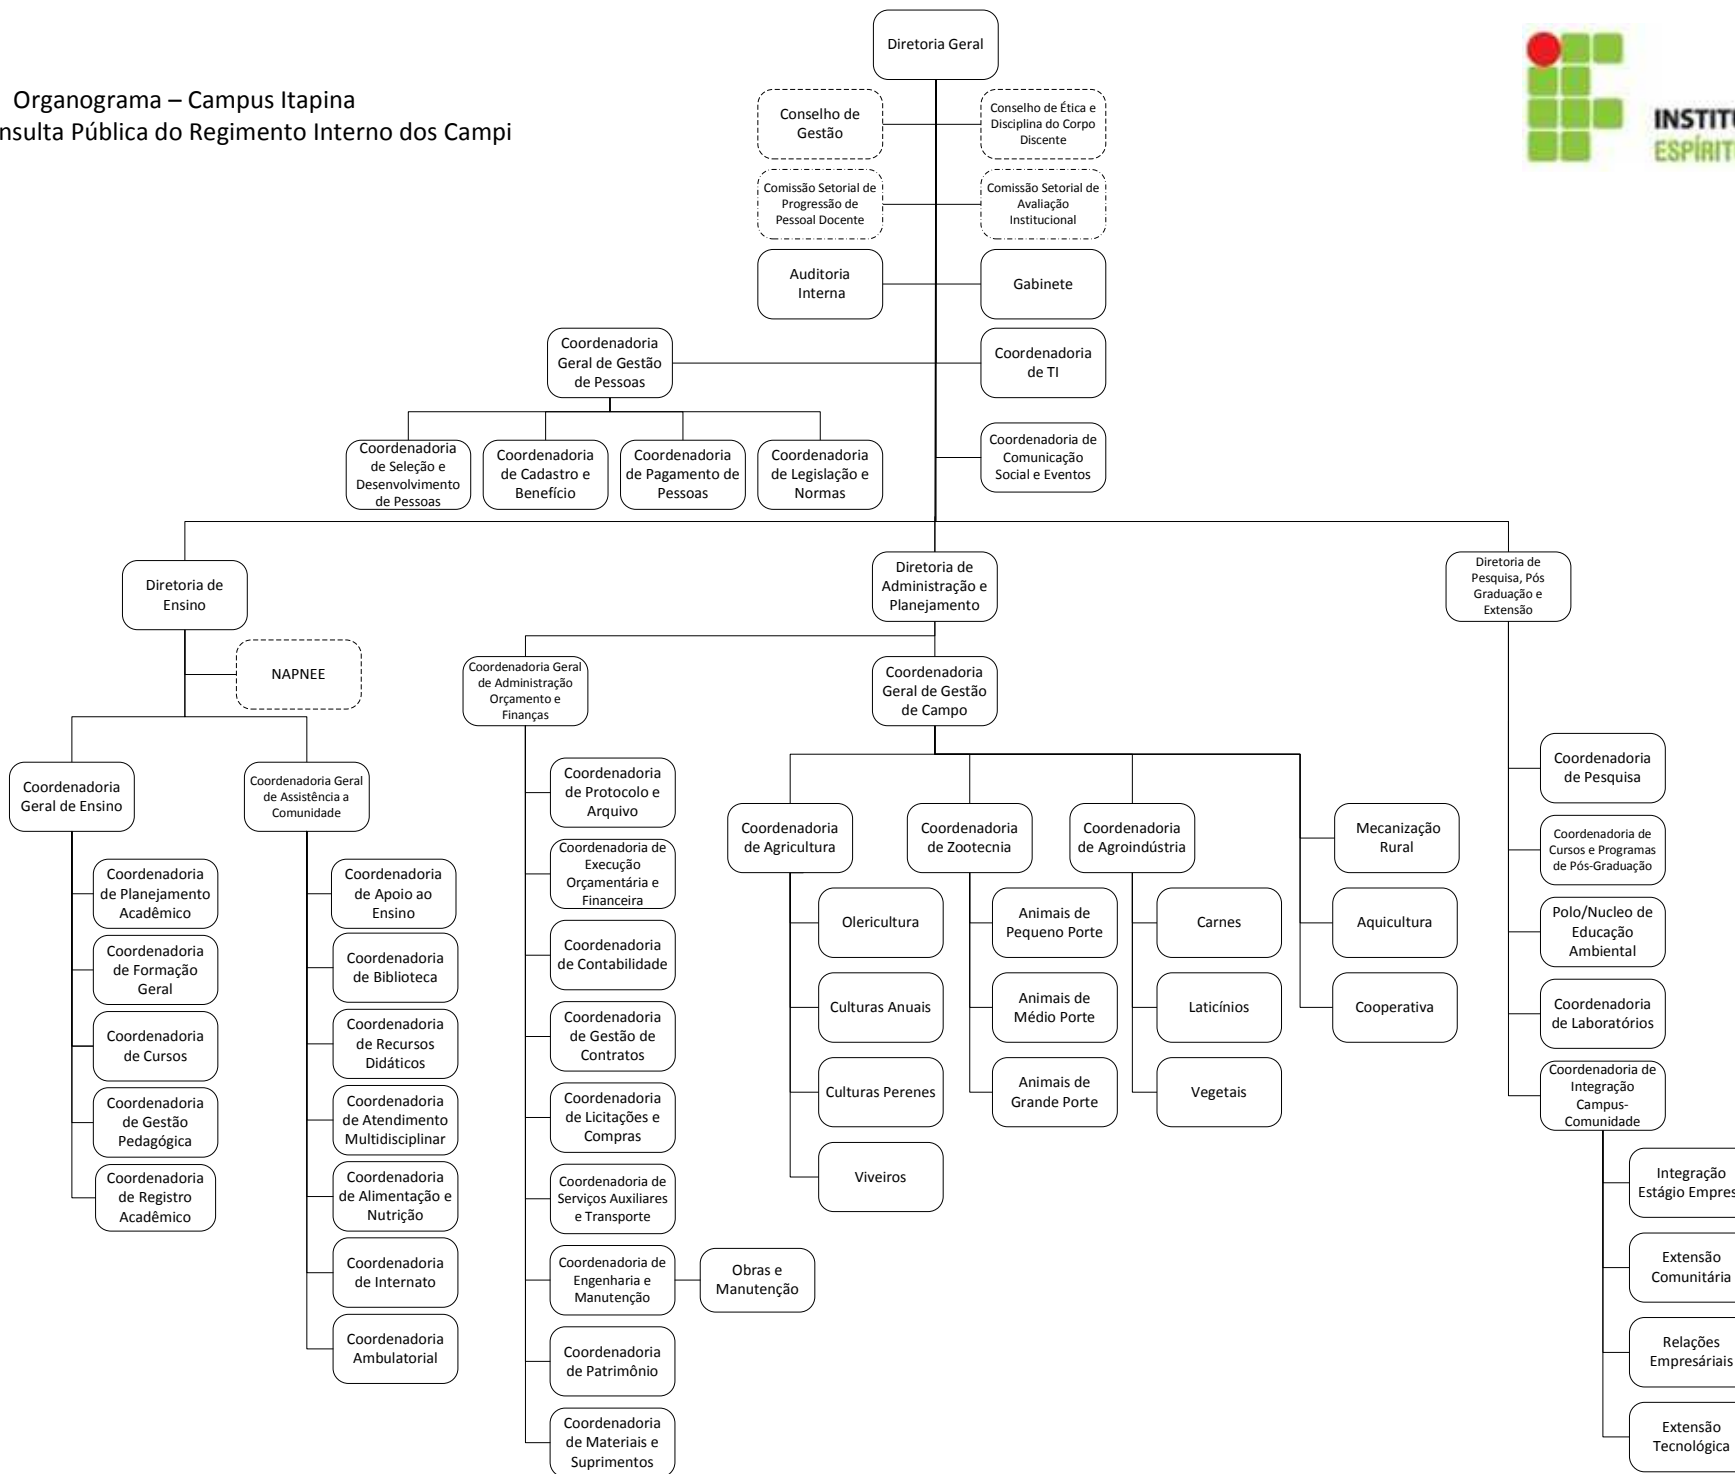 Diretoria Geral
Organograma – Campus Itapina
Pública do Regimento Interno dos Campi
Conselho de
Gestão
Conselho de Ética e
Disciplina do Corpo
Discente
Comissão Setorial de
Progressão de
Pessoal Docente
Comissão Setorial de
Avaliação
Institucional
Auditoria
Interna
Gabinete
Coordenadoria
Geral de Gestão
de Pessoas
Coordenadoria
de TI
Coordenadoria
de Seleção e
Desenvolvimento
de Pessoas
Coordenadoria
de Cadastro e
Benefício
Coordenadoria
de Pagamento de
Pessoas
Coordenadoria
de Legislação e
Normas
Coordenadoria de
Comunicação
Social e Eventos
Diretoria de
Ensino
Diretoria de
Administração e
Planejamento
Diretoria de
Pesquisa, Pós
Graduação e
Extensão
NAPNEE
Coordenadoria
Geral de Ensino
Coordenadoria
de Planejamento
Acadêmico
Coordenadoria
de Formação
Geral
Coordenadoria
de Cursos
Coordenadoria
de Gestão
Pedagógica
Coordenadoria
de Registro
Acadêmico
Coordenadoria Geral
de Assistência a
Comunidade
Coordenadoria
de Apoio ao
Ensino
Coordenadoria
de Biblioteca
Coordenadoria
de Recursos
Didáticos
Coordenadoria
de Atendimento
Multidisciplinar
Coordenadoria
de Alimentação e
Nutrição
Coordenadoria
de Internato
Coordenadoria
Ambulatorial
Coordenadoria Geral
de Administração
Orçamento e
Finanças
Coordenadoria
de Protocolo e
Arquivo
Coordenadoria de
Execução
Orçamentária e
Financeira
Coordenadoria
de Contabilidade
Coordenadoria
de Gestão de
Contratos
Coordenadoria
de Licitações e
Compras
Coordenadoria de
Serviços Auxiliares
e Transporte
Coordenadoria de
Engenharia e
Manutenção
Obras e
Manutenção
Coordenadoria
de Patrimônio
Coordenadoria
de Materiais e
Suprimentos
Coordenadoria
Geral de Gestão
de Campo
Coordenadoria
de Agricultura
Olericultura
Culturas Anuais
Culturas Perenes
Viveiros
Coordenadoria
de Zootecnia
Animais de
Pequeno Porte
Animais de
Médio Porte
Animais de
Grande Porte
Coordenadoria
de Agroindústria
Carnes
Laticínios
Vegetais
Mecanização
Rural
Aquicultura
Cooperativa
Coordenadoria
de Pesquisa
Coordenadoria de
Cursos e Programas
de Pós-Graduação
Polo/Nucleo de
Educação
Ambiental
Coordenadoria
de Laboratórios
Coordenadoria de
Integração
Campus-
Comunidade
Integração
Estágio
Extensão
Comunitária
Relações
Empresáriais
Extensão
Tecnológica